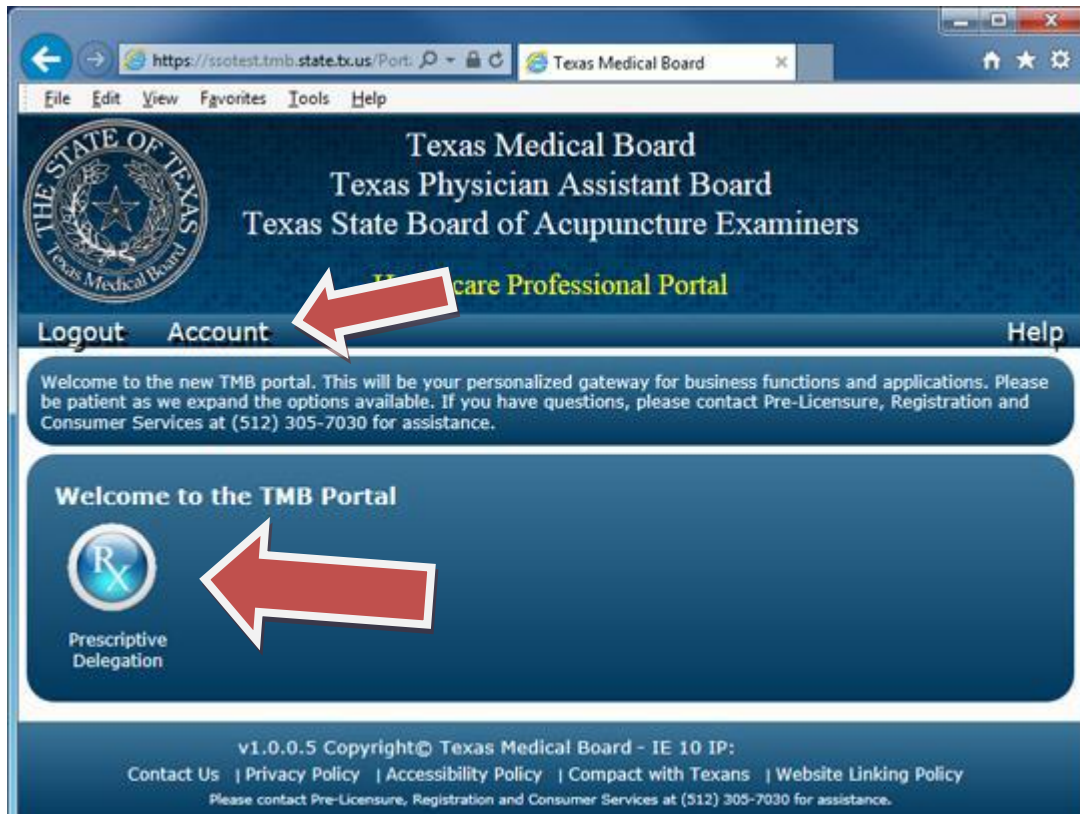 https://ssotest.tmb.state.tx.us/Port
Texas Medical Board
File Edit View Favorites Tools Help
THE STATE OF TEXAS
Texas Medical Board
Texas Medical Board
Texas Physician Assistant Board
Texas State Board of Acupuncture Examiners
care Professional Portal
Logout Account Help
Welcome to the new TMB portal. This will be your personalized gateway for business functions and applications. Please
be patient as we expand the options available. If you have questions, please contact Pre-Licensure, Registration and
Consumer Services at (512) 305-7030 for assistance.
Welcome to the TMB Portal
Rx
Prescriptive
Delegation
v1.0.0.5 Copyright© Texas Medical Board - IE 10 IP:
Contact Us | Privacy Policy | Accessibility Policy | Compact with Texans | Website Linking Policy
Please contact Pre-Licensure, Registration and Consumer Services at (512) 305-7030 for assistance.